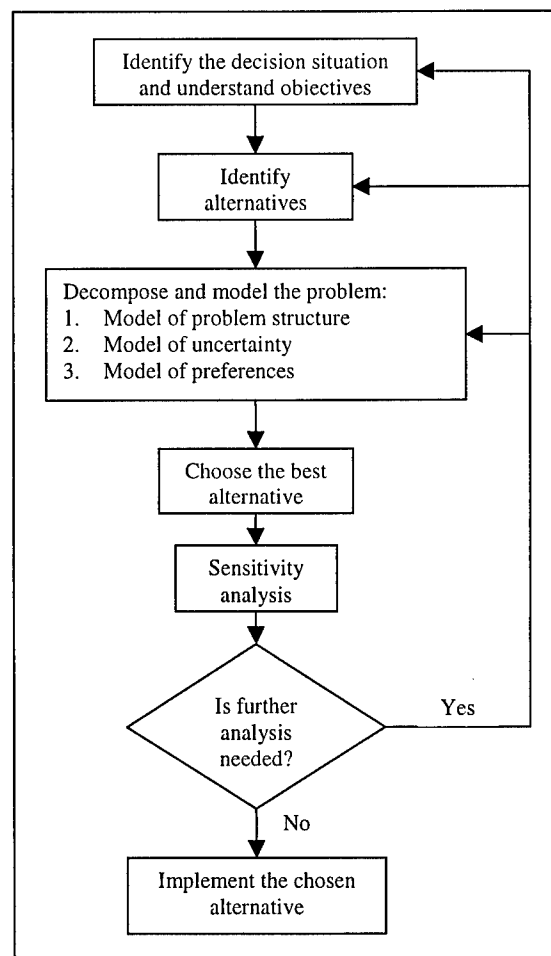 Identify the decision situation
and understand objectives
Identify
alternatives
Decompose and model the problem:
1. Model of problem structure
2. Model of uncertainty
3. Model of preferences
Choose the best
alternative
Sensitivity
analysis
Is further
analysis
needed?
Yes
No
Implement the chosen
alternative